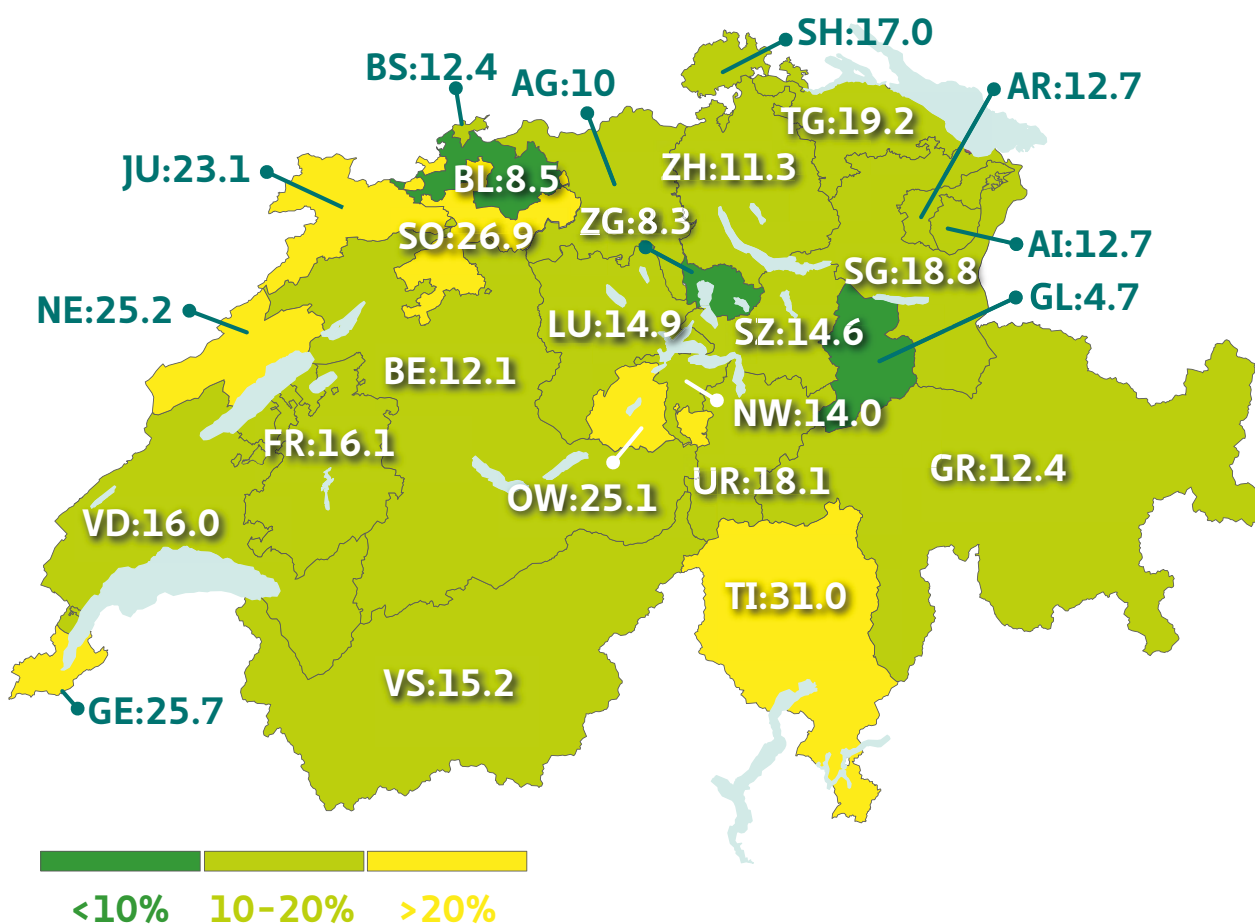 SH:17.0
BS:12.4
AG:10
AR:12.7
TG:19.2
JU:23.1
ZH:11.3
BL:8.5
ZG:8.3
SO:26.9
AI:12.7
SG:18.8
GL:4.7
NE:25.2
LU:14.9
SZ:14.6
BE:12.1
NW:14.0
FR:16.1
GR:12.4
UR:18.1
OW:25.1
VD:16.0
TI:31.0
VS:15.2
GE:25.7
<10% 10-20% >20%